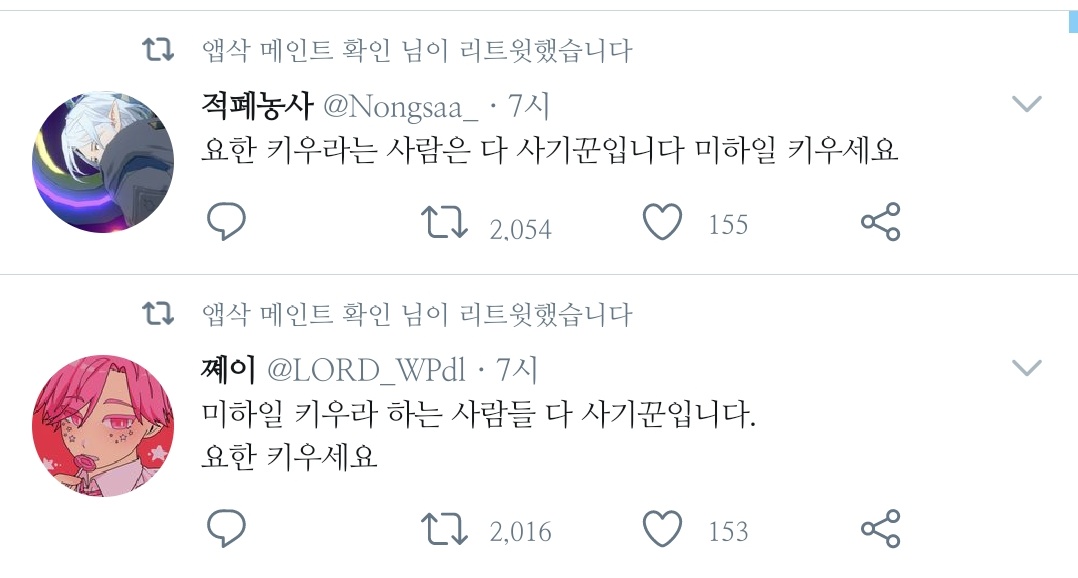 앱삭 메인트 확인 님이 리트윗했습니다
적폐농사 @Nongsaa_ · 7시
요한 키우라는 사람은 다 사기꾼입니다 미하일 키우세요
2,054 155
앱삭 메인트 확인 님이 리트윗했습니다
쪠이 @LORD_WPdl · 7시
미하일 키우라 하는 사람들 다 사기꾼입니다.
요한 키우세요
2,016 153